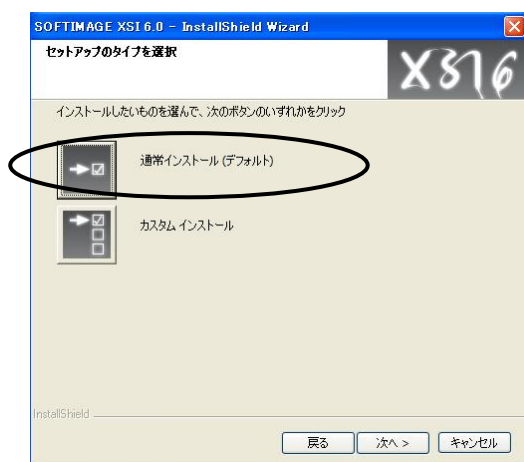 SOFTIMAGE XSI 6.0 - InstallShield Wizard
セットアップのタイプを選択
XSI6
インストールしたいものを選んで、次のボタンのいずれかをクリック
通常インストール (デフォルト)
カスタム インストール
InstallShield
戻る
次へ >
キャンセル